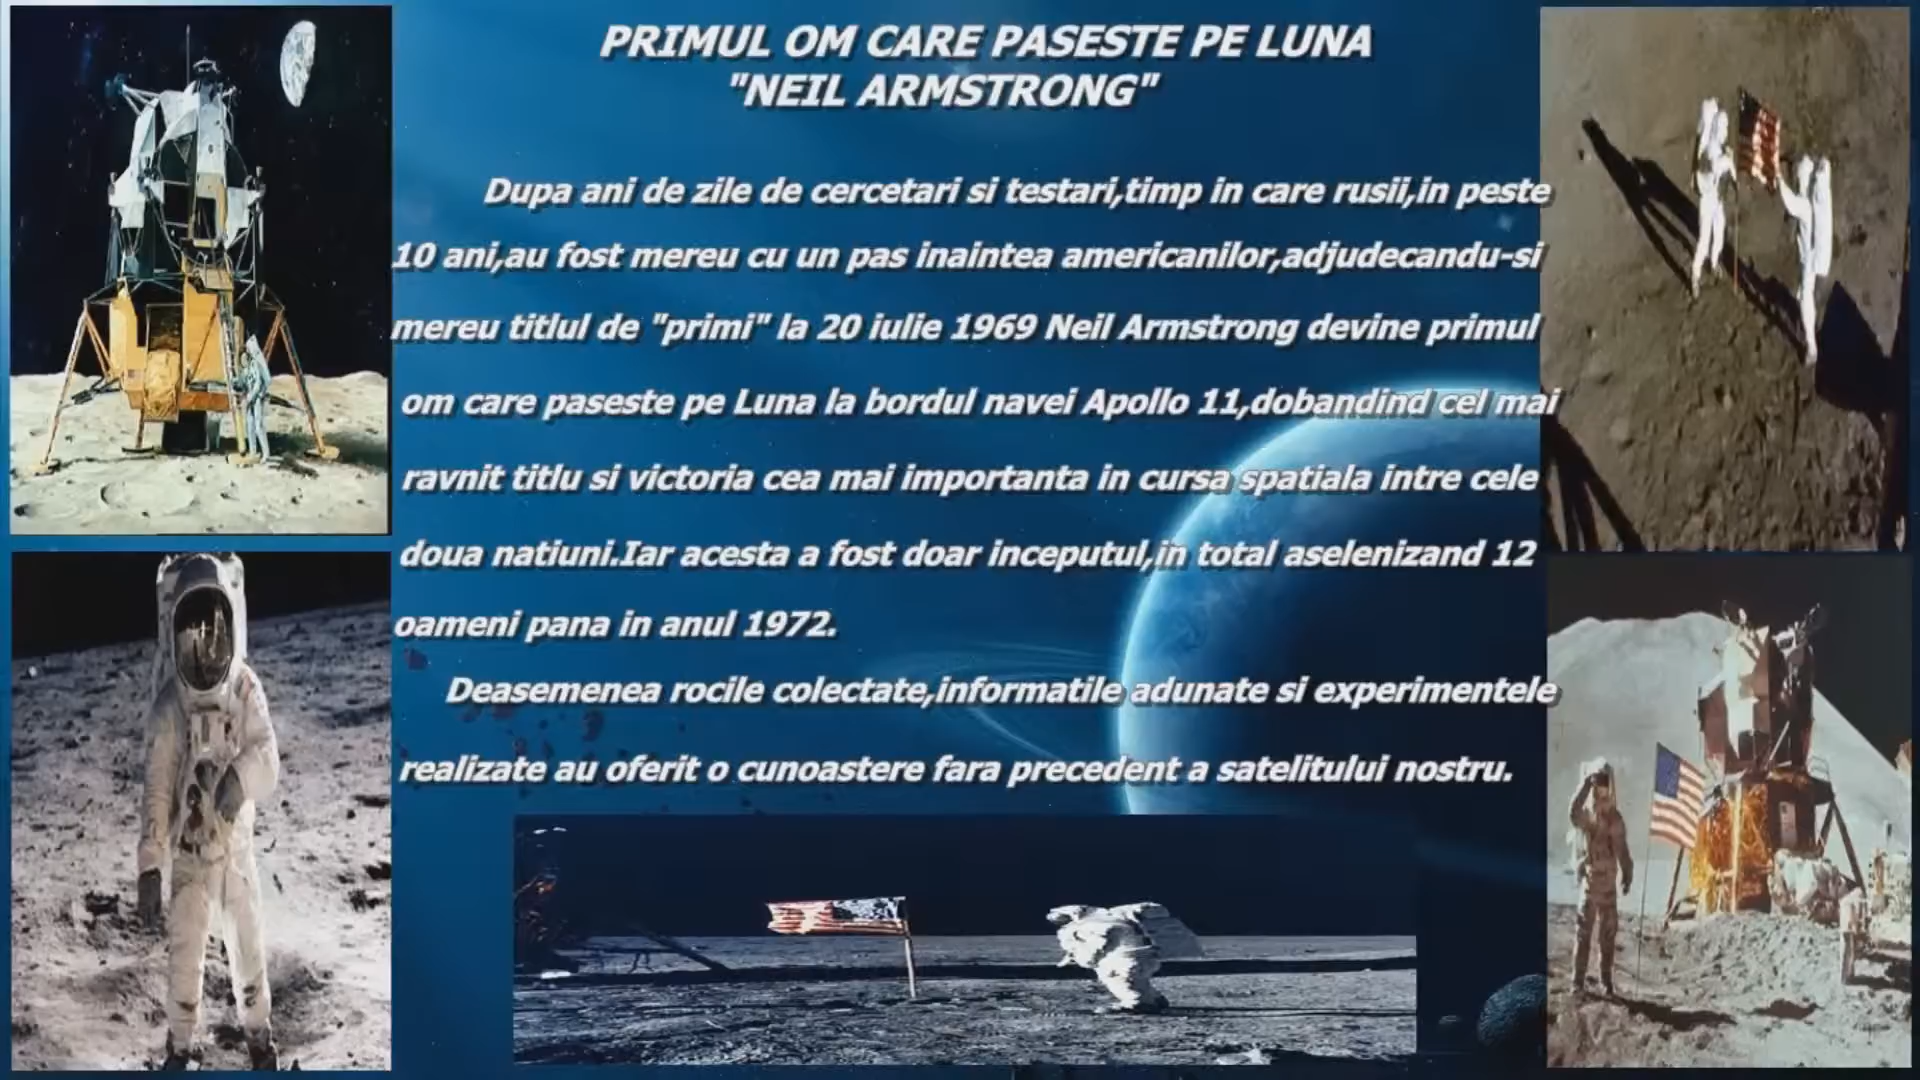 PRIMUL OM CARE PASESTE PE LUNA
"NEIL ARMSTRONG"
Dupa ani de zile de cercetari si testari,timp in care rusii,in peste
10 ani,au fost mereu cu un pas inaintea americanilor,adjudecandu-si
mereu titlul de "primi" la 20 iulie 1969 Neil Armstrong devine primul
om care paseste pe Luna la bordul navei Apollo 11,dobandind cel mai
ravnit titlu si victoria cea mai importanta in cursa spatiala intre cele
doua natiuni.Iar acesta a fost doar inceputul,in total aselenizand 12
oameni pana in anul 1972.
Deasemenea rocile colectate,informatile adunate si experimentele
realizate au oferit o cunoastere fara precedent a satelitului nostru.